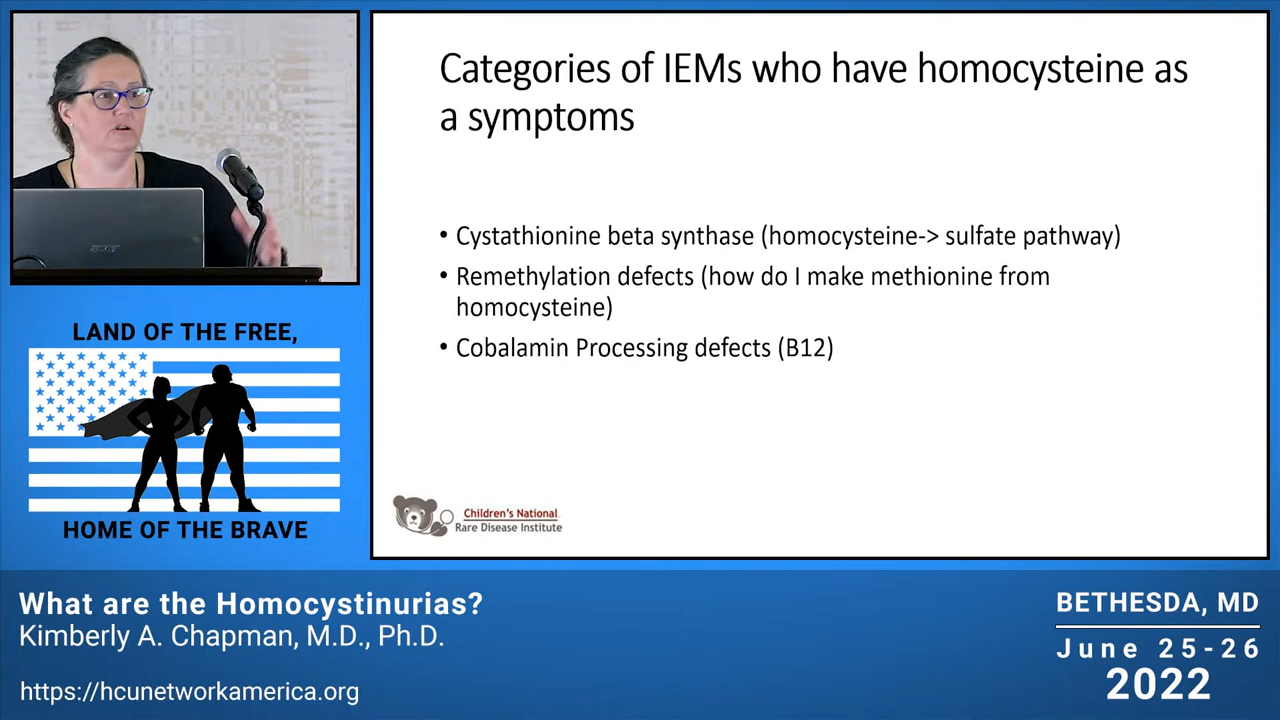 Categories of IEMs who have homocysteine as
a symptoms
• Cystathionine beta synthase (homocysteine-> sulfate pathway)
• Remethylation defects (how do I make methionine from
homocysteine)
• Cobalamin Processing defects (B12)
Children's National
Rare Disease Institute
acer
LAND OF THE FREE,
HOME OF THE BRAVE
What are the Homocystinurias?
Kimberly A. Chapman, M.D., Ph.D.
https://hcunetworkamerica.org
BETHESDA, MD
June 25-26
2022